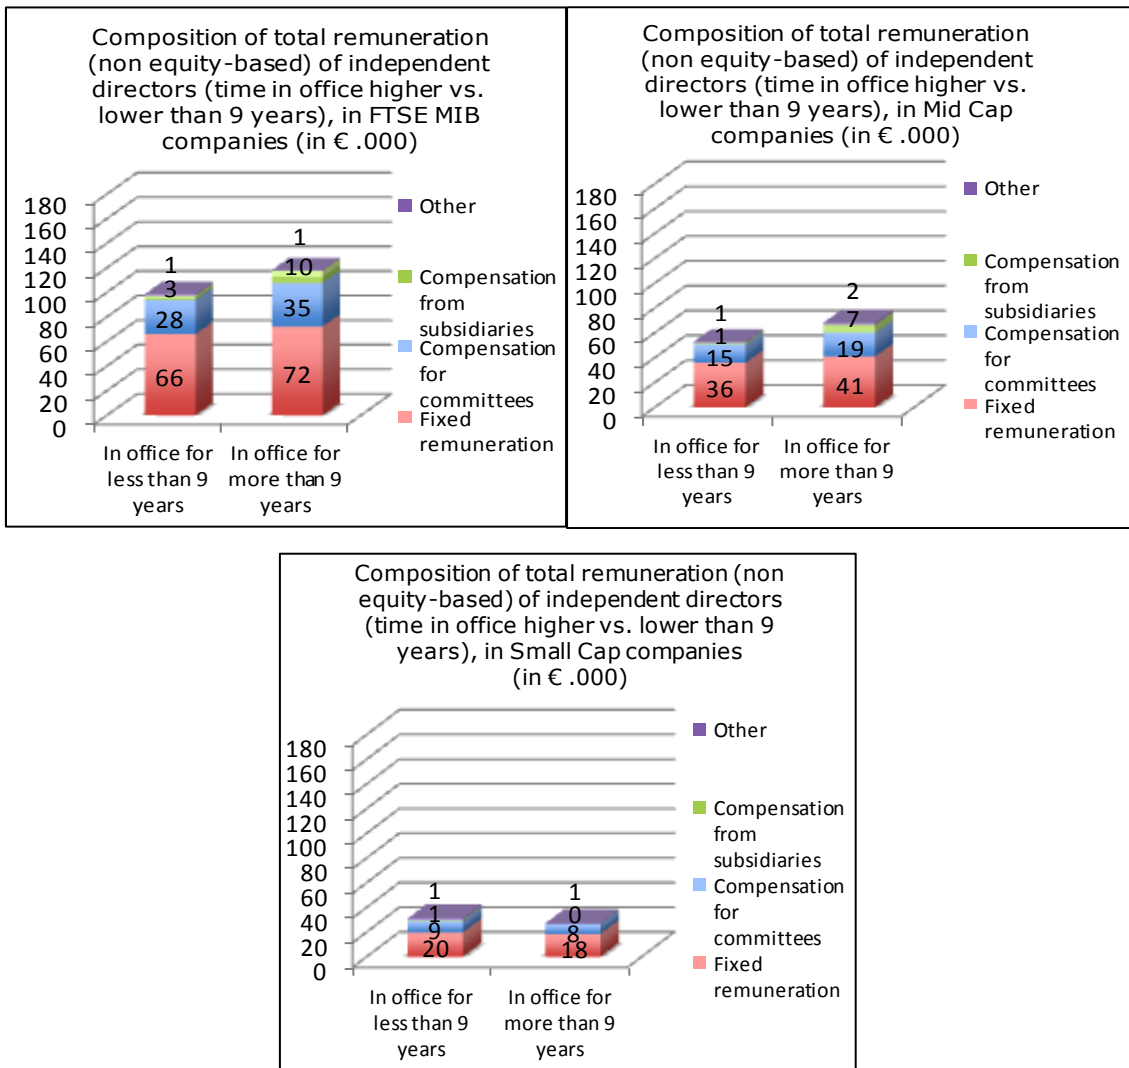 Composition of total remuneration
(non equity-based) of independent
directors (time in office higher vs.
lower than 9 years), in FTSE MIB
companies (in € .000)
180
160
140
120
100
80
60
40
20
0
1
3
28
66
1
10
35
72
In office for
less than 9
years
In office for
more than 9
years
Other
Compensation
from
subsidiaries
Compensation
for
committees
Fixed
remuneration
Composition of total remuneration
(non equity-based) of independent
directors (time in office higher vs.
lower than 9 years), in Mid Cap
companies (in € .000)
180
160
140
120
100
80
60
40
20
0
1
1
15
36
2
7
19
41
In office for
less than 9
years
In office for
more than 9
years
Other
Compensation
from
subsidiaries
Compensation
for
committees
Fixed
remuneration
Composition of total remuneration (non
equity-based) of independent directors
(time in office higher vs. lower than 9
years), in Small Cap companies
(in € .000)
180
160
140
120
100
80
60
40
20
0
1
1
9
20
1
0
8
18
In office for
less than 9
years
In office for
more than 9
years
Other
Compensation
from
subsidiaries
Compensation
for
committees
Fixed
remuneration